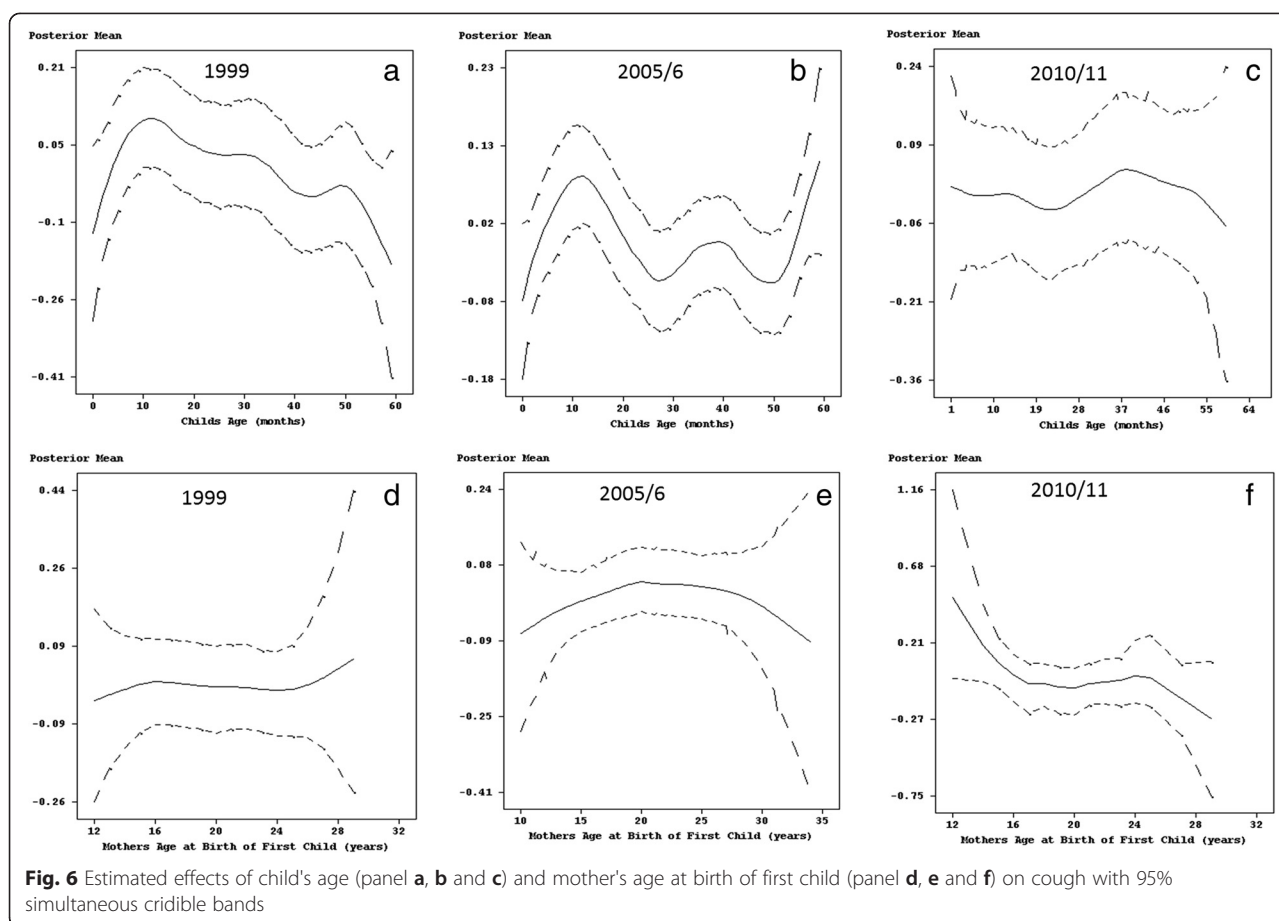 Posterior Mean
1999
a
0.21
0.05
-0.1
-0.26
-0.41
0 10 20 30 40 50 60
Childs Age (months)
Posterior Mean
2005/6
b
0.23
0.13
0.02
-0.08
-0.18
0 10 20 30 40 50 60
Childs Age (months)
Posterior Mean
2010/11
c
0.24
0.09
-0.06
-0.21
-0.36
1 10 19 28 37 46 55 64
Childs Age (months)
Posterior Mean
1999
d
0.44
0.26
0.09
-0.09
-0.26
12 16 20 24 28 32
Mothers Age at Birth of First Child (years)
Posterior Mean
2005/6
e
0.24
0.08
-0.09
-0.25
-0.41
10 15 20 25 30 35
Mothers Age at Birth of First Child (years)
Posterior Mean
2010/11
f
1.16
0.68
0.21
-0.27
-0.75
12 16 20 24 28 32
Mothers Age at Birth of First Child (years)
Fig. 6 Estimated effects of child's age (panel a, b and c) and mother's age at birth of first child (panel d, e and f) on cough with 95%
simultaneous cridible bands